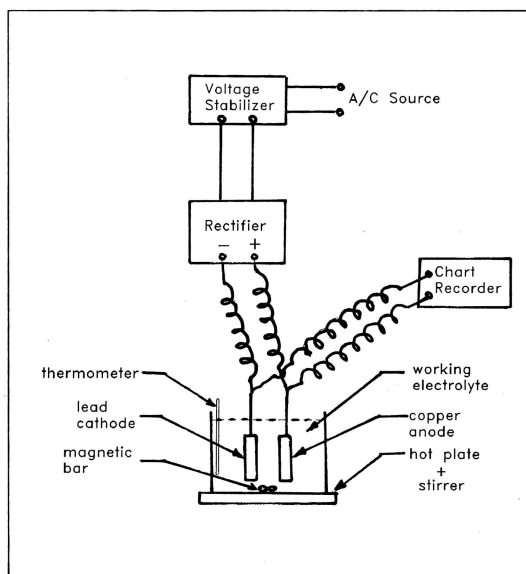 Voltage
Stabilizer
A/C Source
Rectifier
− +
Chart
Recorder
thermometer
working
electrolyte
lead
cathode
copper
anode
magnetic
bar
hot plate
+
stirrer